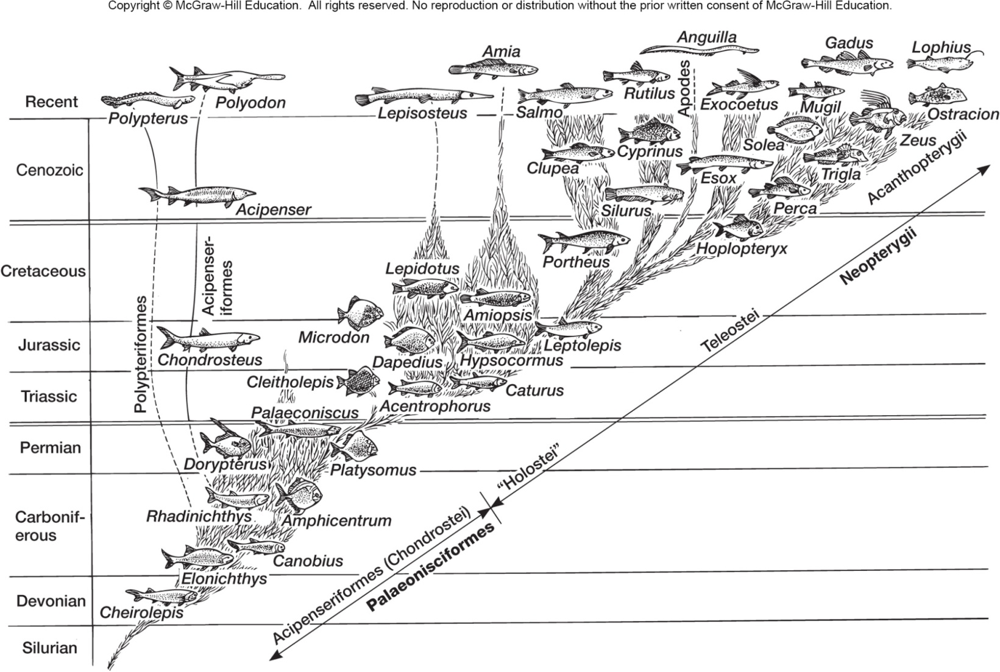 Copyright © McGraw-Hill Education. All rights reserved. No reproduction or distribution without the prior written consent of McGraw-Hill Education.
Anguilla
Amia
Gadus
Lophius
Recent
Polypterus
Polyodon
Lepisosteus
Salmo
Rutilus
Apodes
Exocoetus
Mugil
Ostracion
Cenozoic
Acipenser
Clupea
Cyprinus
Silurus
Esox
Solea
Trigla
Zeus
Perca
Acanthopterygii
Cretaceous
Polypteriformes
Acipenser-
iformes
Lepidotus
Amiopsis
Portheus
Hoplopteryx
Neopterygii
Teleostei
Jurassic
Chondrosteus
Microdon
Dapedius
Hypsocormus
Leptolepis
Triassic
Cleitholepis
Acentrophorus
Caturus
Palaeoniscus
Permian
Dorypterus
Platysomus
"Holostei"
Carbonif-
erous
Rhadinichthys
Amphicentrum
Canobius
Elonichthys
Acipenseriformes (Chondrostei)
Palaeonisciformes
Devonian
Cheirolepis
Silurian